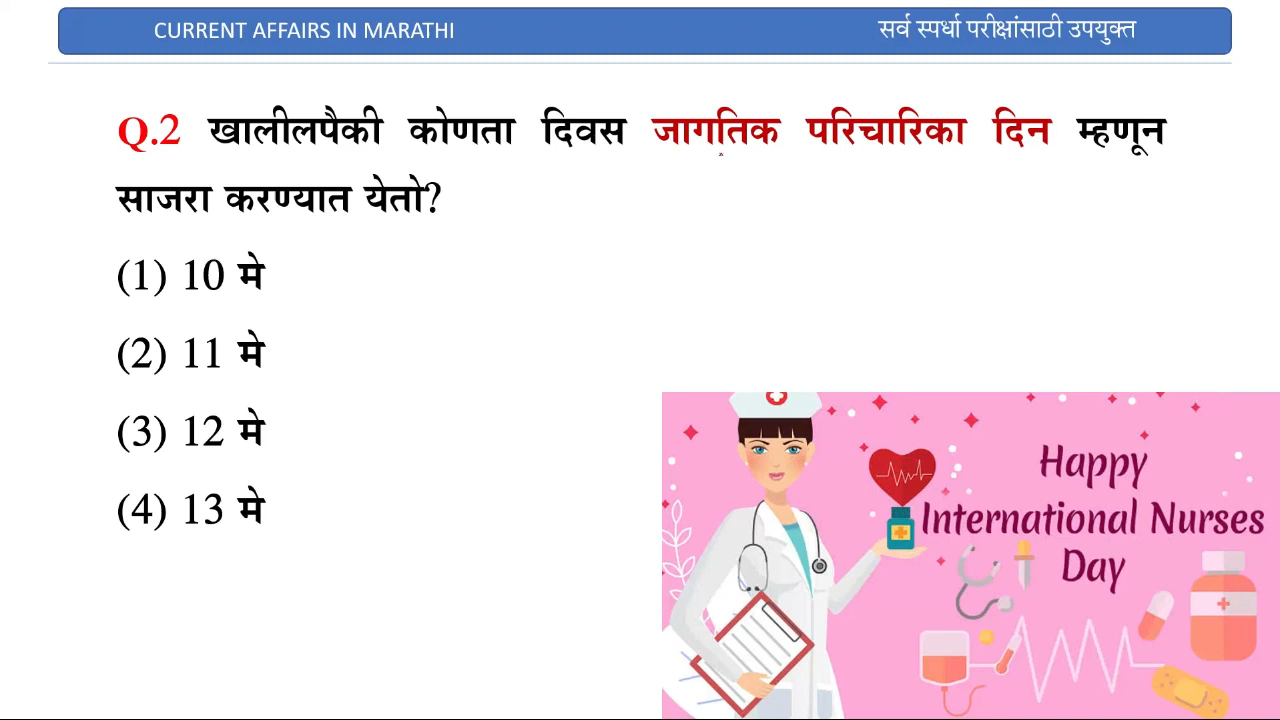 CURRENT AFFAIRS IN MARATHI सर्व स्पर्धा परीक्षांसाठी उपयुक्त
Q.2 खालीलपैकी कोणता दिवस जागतिक परिचारिका दिन म्हणून
साजरा करण्यात येतो?
(1) 10 मे
(2) 11 मे
(3) 12 मे
(4) 13 मे
Happy
International Nurses
Day